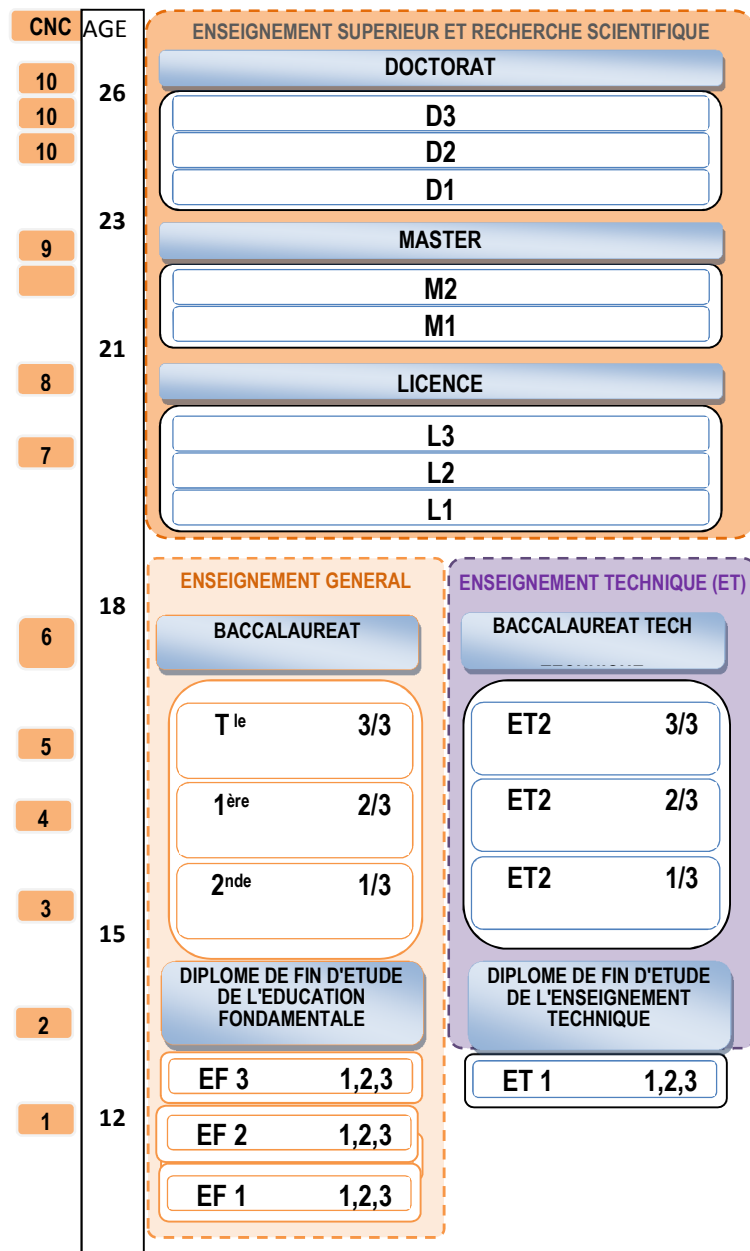 CNC AGE ENSEIGNEMENT SUPERIEUR ET RECHERCHE SCIENTIFIQUE
DOCTORAT
10
26
10 D3
10 D2
D1
23
MASTER
9
M2
M1
21
8 LICENCE
L3
7
L2
L1
ENSEIGNEMENT GENERAL ENSEIGNEMENT TECHNIQUE (ET)
18
6 BACCALAUREAT BACCALAUREAT TECH
T le 3/3 ET2 3/3
5
1ère 2/3 ET2 2/3
4
2nde 1/3 ET2 1/3
3
15
DIPLOME DE FIN D'ETUDE
DE L'EDUCATION
FONDAMENTALE
DIPLOME DE FIN D'ETUDE
DE L'ENSEIGNEMENT
TECHNIQUE
2
EF 3 1,2,3 ET 1 1,2,3
1 12
EF 2 1,2,3
EF 1 1,2,3